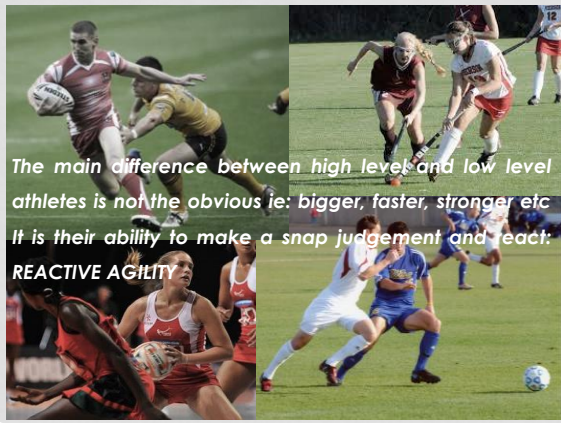 12
The main difference between high level and low level
athletes is not the obvious ie: bigger, faster, stronger etc
It is their ability to make a snap judgement and react:
REACTIVE AGILITY